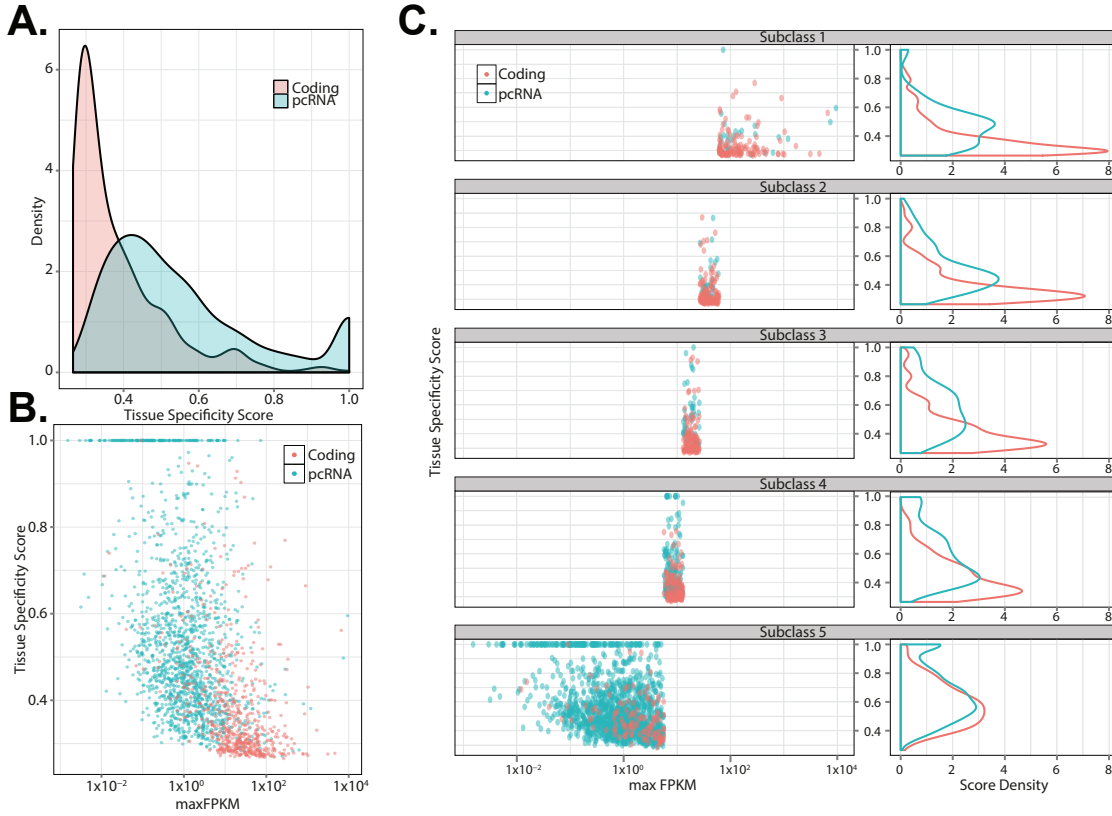 A.
6
4
2
0
Density
Coding
pcRNA
0.4
0.6
0.8
1.0
Tissue Specificity Score
B.
1.0
0.8
0.6
0.4
Tissue Specificity Score
Coding
pcRNA
1x10⁻²
1x10⁰
1x10²
1x10⁴
maxFPKM
C.
Tissue Specificity Score
Subclass 1
Coding
pcRNA
1.0
0.8
0.6
0.4
0 2 4 6 8
Subclass 2
1.0
0.8
0.6
0.4
0 2 4 6 8
Subclass 3
1.0
0.8
0.6
0.4
0 2 4 6 8
Subclass 4
1.0
0.8
0.6
0.4
0 2 4 6 8
Subclass 5
1.0
0.8
0.6
0.4
1x10⁻² 1x10⁰ 1x10² 1x10⁴
0 2 4 6 8
max FPKM
Score Density